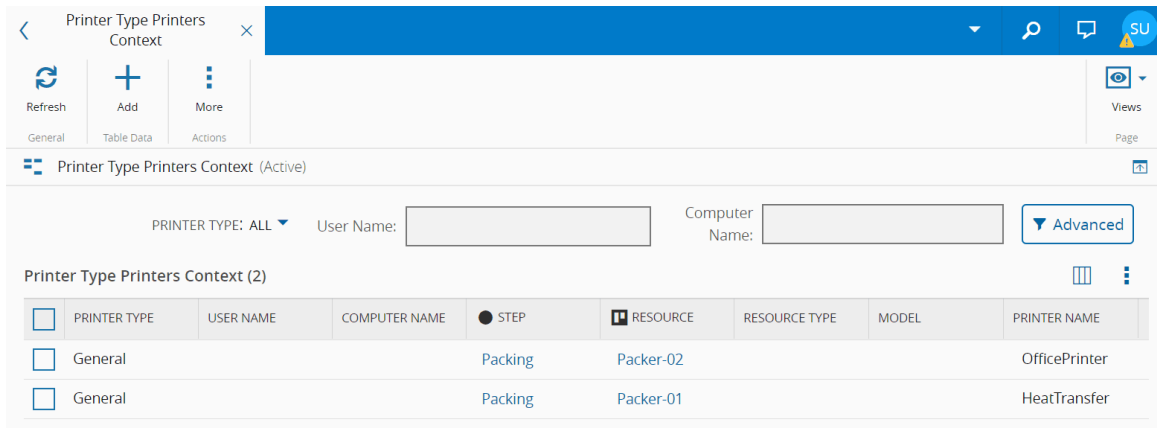 Printer Type Printers
Context
SU
Refresh Add More Views
General Table Data Actions Page
Printer Type Printers Context (Active)
PRINTER TYPE: ALL User Name: Computer Name: Advanced
Printer Type Printers Context (2)
PRINTER TYPE USER NAME COMPUTER NAME STEP RESOURCE RESOURCE TYPE MODEL PRINTER NAME
General Packing Packer-02 OfficePrinter
General Packing Packer-01 HeatTransfer